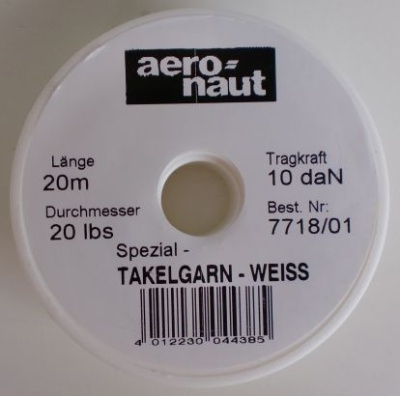 aero=
naut
Länge
20m
Tragkraft
10 daN
Durchmesser
20 lbs
Best. Nr:
7718/01
Spezial -
TAKELGARN - WEISS
4 012230 044385